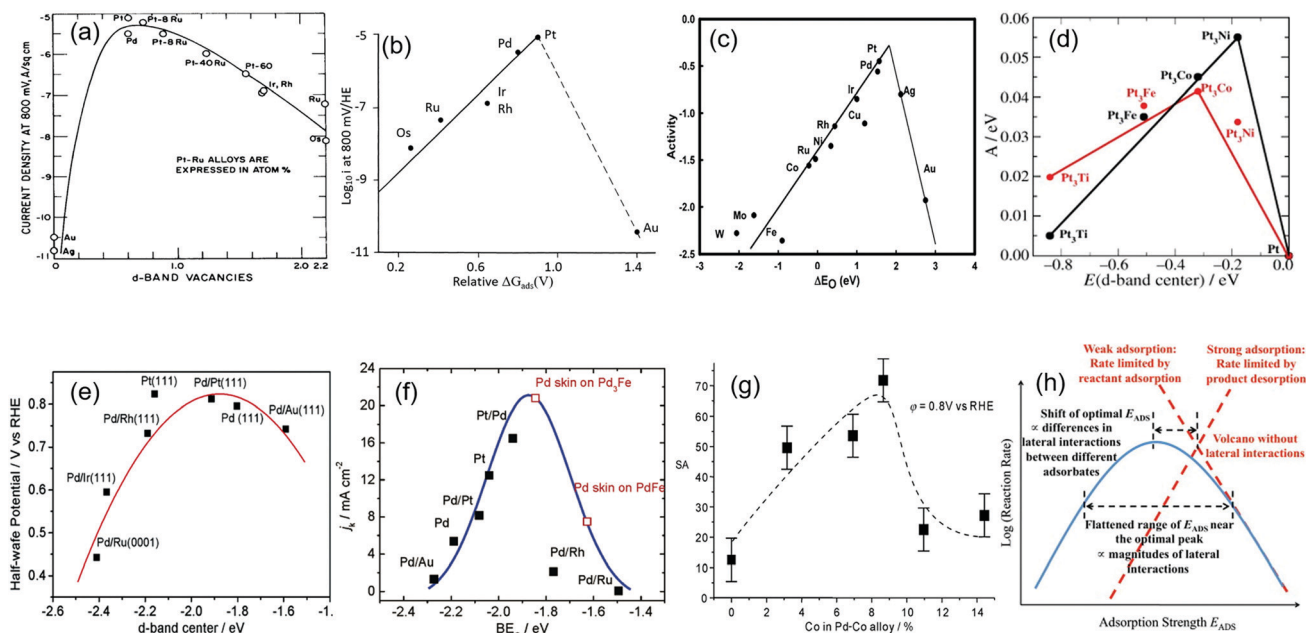 (a)
CURRENT DENSITY AT 800 mV, A/sq cm
-5
-6
-7
-8
-9
-10
-11
Pt
Pt-8 Ru
Pd
Pt-8Ru
Pt-40Ru
Pt-60
Ir, Rh
Ru
Os
Pt-Ru ALLOYS ARE
EXPRESSED IN ATOM %
Au
Ag
0
1.0
2.0
2.2
d-BAND VACANCIES
(b)
Log10 i at 800 mV/HE
-5
-7
-9
-11
Pt
Pd
Ir
Rh
Ru
Os
Au
0.2
0.6
1.0
1.4
Relative ΔGads(V)
(c)
Activity
0.0
-0.5
-1.0
-1.5
-2.0
-2.5
Pt
Pd
Ir
Ag
Cu
Rh
Ni
Ru
Co
Mo
W
Fe
Au
-3
-2
-1
0
1
2
3
4
ΔEO (eV)
(d)
A / eV
0.06
0.05
0.04
0.03
0.02
0.01
0.00
Pt3Ni
Pt3Co
Pt3Co
Pt3Fe
Pt3Fe
Pt3Ni
Pt3Ti
Pt3Ti
Pt
-0.8
-0.6
-0.4
-0.2
0.0
E(d-band center) / eV
(e)
Half-wafe Potential / V vs RHE
0.8
0.7
0.6
0.5
0.4
Pt(111)
Pd/Pt(111)
Pd/Rh(111)
Pd (111)
Pd/Au(111)
Pd/Ir(111)
Pd/Ru(0001)
-2.6
-2.4
-2.2
-2.0
-1.8
-1.6
-1.4
d-band center / eV
(f)
jk / mA cm-2
24
20
16
12
8
4
0
Pd skin on Pd3Fe
Pt/Pd
Pt
Pd skin on PdFe
Pd/Pt
Pd
Pd/Rh
Pd/Au
Pd/Ru
-2.4
-2.2
-2.0
-1.8
-1.6
-1.4
/ eV
(g)
SA
80
70
60
50
40
30
20
10
0
φ = 0.8V vs RHE
0
2
4
6
8
10
12
14
Co in Pd-Co alloy / %
(h)
Log (Reaction Rate)
Weak adsorption:
Rate limited by
reactant adsorption
Strong adsorption:
Rate limited by
product desorption
Shift of optimal EADS
∝ differences in
lateral interactions
between different
adsorbates
Volcano without
lateral interactions
Flattened range of EADS near
the optimal peak
∝ magnitudes of lateral
interactions
Adsorption Strength EADS